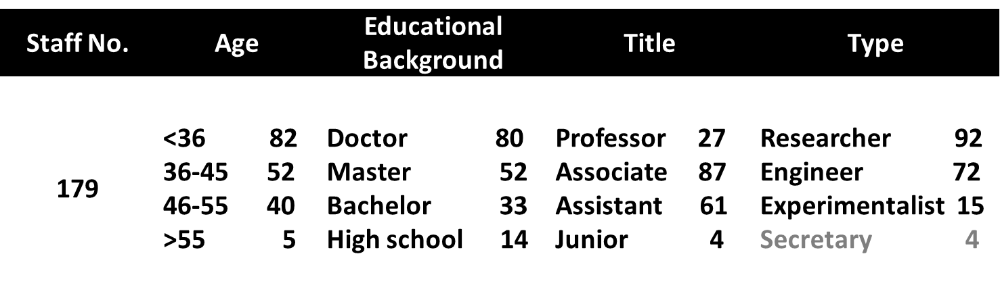 Staff No. Age Educational Background Title Type
179
<36 82 Doctor 80 Professor 27 Researcher 92
36-45 52 Master 52 Associate 87 Engineer 72
46-55 40 Bachelor 33 Assistant 61 Experimentalist 15
>55 5 High school 14 Junior 4 Secretary 4